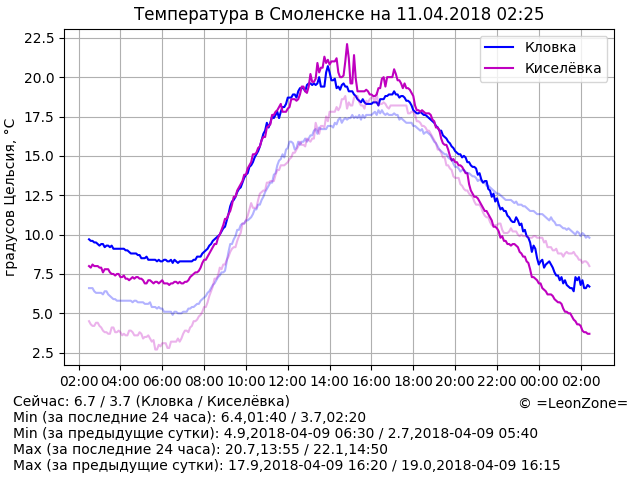 Температура в Смоленске на 11.04.2018 02:25
градусов Цельсия, °C
22.5
20.0
17.5
15.0
12.5
10.0
7.5
5.0
2.5
Кловка
Киселёвка
02:00 04:00 06:00 08:00 10:00 12:00 14:00 16:00 18:00 20:00 22:00 00:00 02:00
Сейчас: 6.7 / 3.7 (Кловка / Киселёвка)
© =LeonZone=
Min (за последние 24 часа): 6.4,01:40 / 3.7,02:20
Min (за предыдущие сутки): 4.9,2018-04-09 06:30 / 2.7,2018-04-09 05:40
Max (за последние 24 часа): 20.7,13:55 / 22.1,14:50
Max (за предыдущие сутки): 17.9,2018-04-09 16:20 / 19.0,2018-04-09 16:15